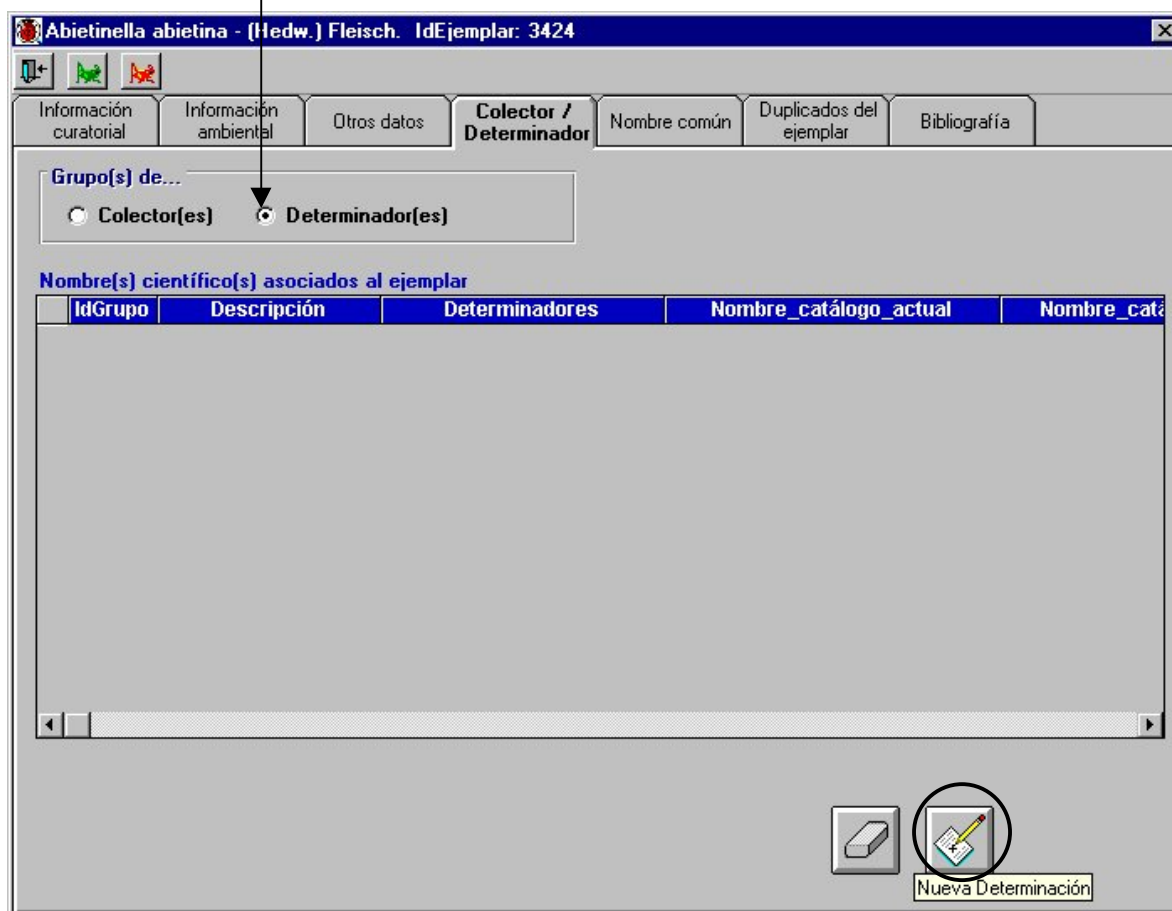 Abietinella abietina - (Hedw.) Fleisch. IdEjemplar: 3424
Información curatorial
Información ambiental
Otros datos
Colector / Determinador
Nombre común
Duplicados del ejemplar
Bibliografía
Grupo(s) de...
Colector(es) Determinador(es)
Nombre(s) científico(s) asociados al ejemplar
IdGrupo Descripción Determinadores Nombre_catálogo_actual Nombre_catá
Nueva Determinación